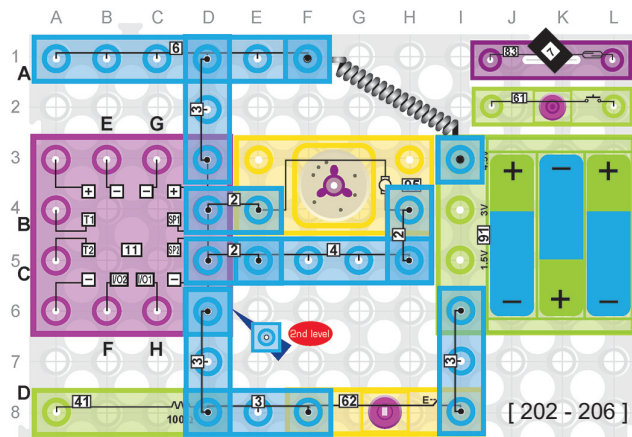 A B C D E F G H I J K L
1 6 83 7
A
2 E G 3 61
3 4.5V
+ − − +
4 2 95 3V
B T1 SP1
11 2 91
T2 SP2
5 2 4 1.5V
C
− I/O2 I/O1 −
6
F H 2nd level
7 3 3
D 41 3 62 E
8 100Ω [ 202 - 206 ]
+ − +
− + −